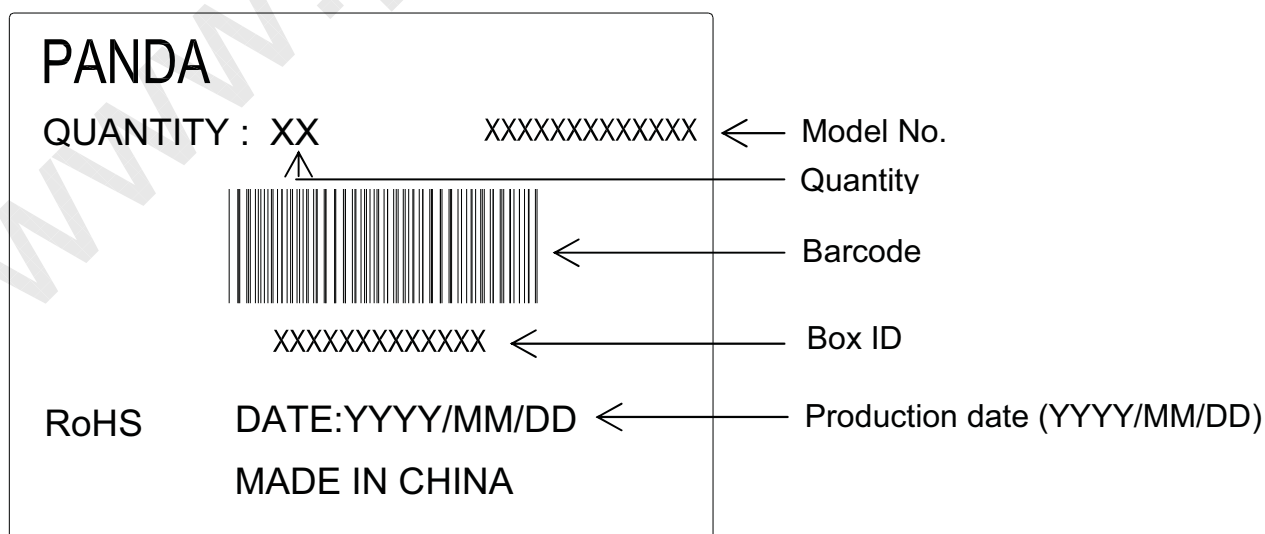 PANDA
QUANTITY : XX XXXXXXXXXXXXX Model No.
Quantity
Barcode
XXXXXXXXXXXXX Box ID
RoHS DATE:YYYY/MM/DD Production date (YYYY/MM/DD)
MADE IN CHINA